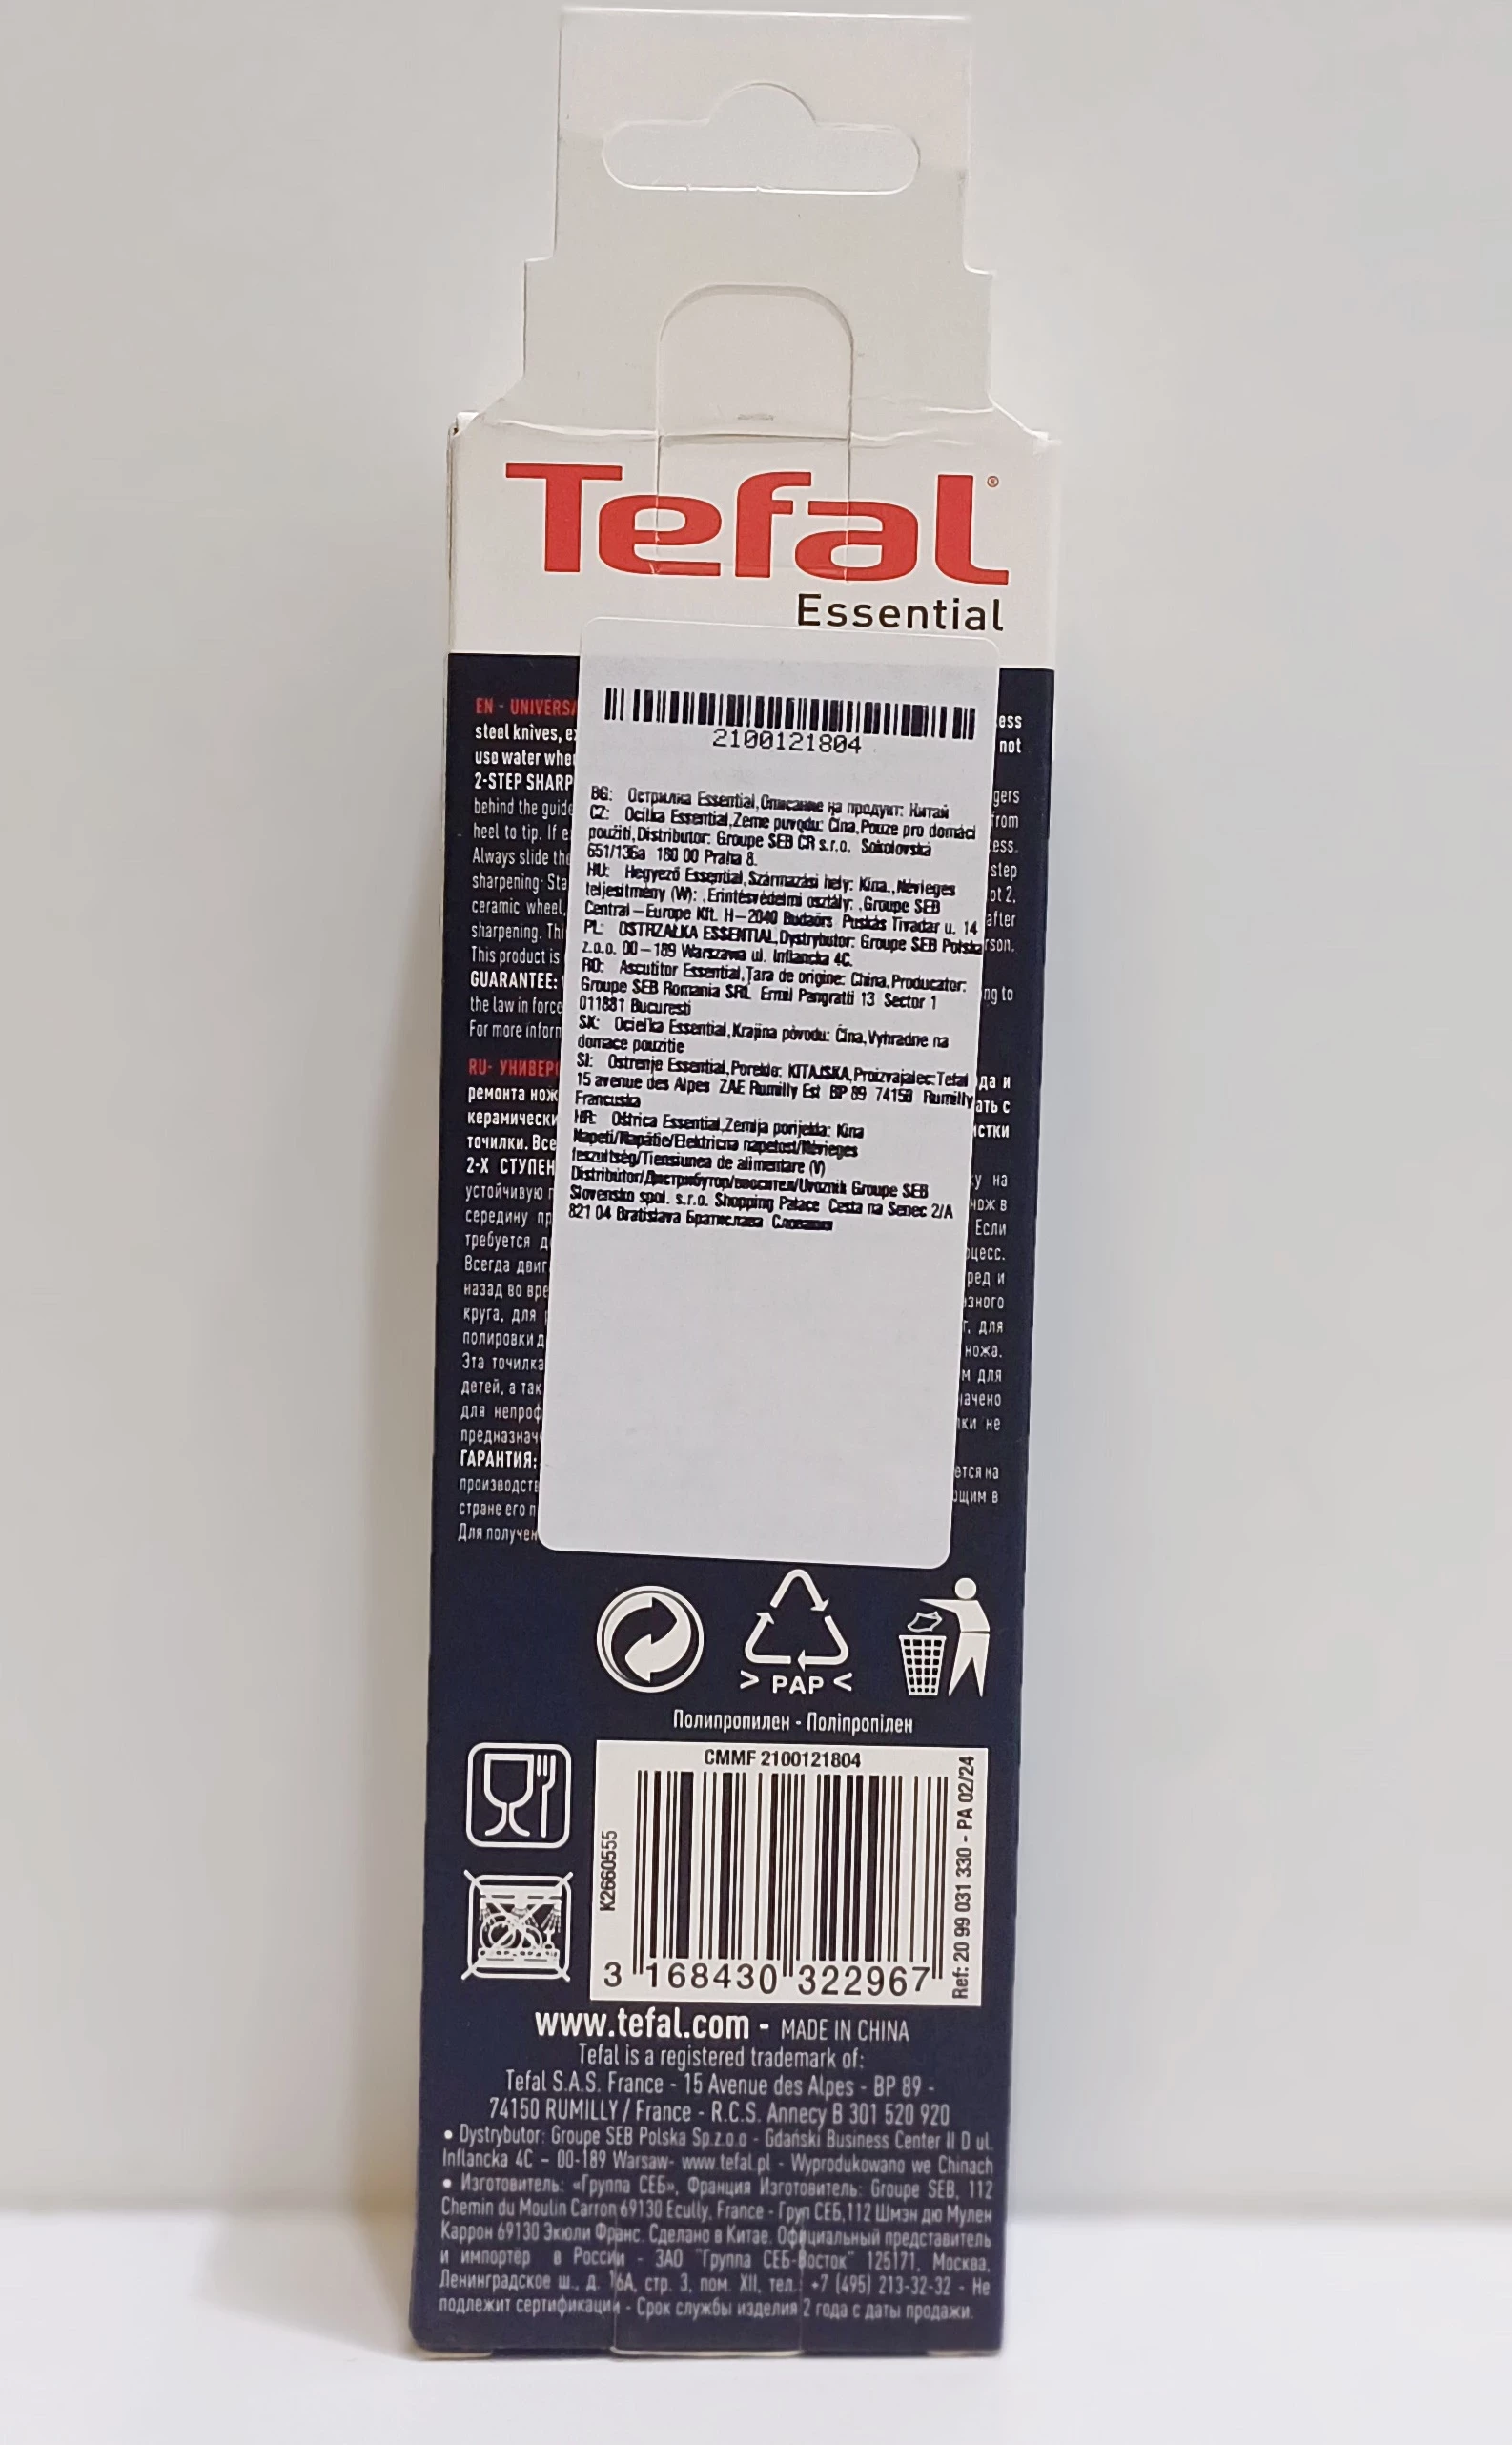 Tefal®
Essential
EN - UNIVERSA
ess
steel knives, e
not
use water whe
2-STEP SHARP
gers
behind the guide
from
heel to tip. If e
ess.
Always slide the
step
sharpening- Sta
ot 2,
ceramic wheel,
after
sharpening. Thi
rson.
This product is
GUARANTEE:
ng to
the law in force
For more inform
2100121804
BG: Острилка Essential,Описание на продукт: Китай
CZ: Ocilka Essential,Zeme puvodu: Čína,Pouze pro domácí
použití,Distributor: Groupe SEB CR s.r.o. Sokolovská
651/136a 180 00 Praha 8.
HU: Hegyező Essential,Származási hely: Kína.,Névleges
teljesítmény (W): ,Érintésvédelmi osztály: ,Groupe SEB
Central-Europe Kft. H-2040 Budaörs Puskás Tivadar u. 14
PL: OSTRZAŁKA ESSENTIAL,Dystrybutor: Groupe SEB Polska
z.o.o. 00-189 Warszawa ul. Inflancka 4C.
RO: Ascutitor Essential,Țara de origine: China,Producator:
Groupe SEB Romania SRL Ermil Pangratti 13 Sector 1
011881 Bucuresti
SK: Ocieľka Essential,Krajina pôvodu: Čína,Vyhradne na
domace pouzitie
SI: Ostrenje Essential,Poreklo: KITAJSKA,Proizvajalec:Tefal
15 avenue des Alpes ZAE Rumilly Est BP 89 74150 Rumilly
Francuska
HR: Oštrica Essential,Zemlja porijekla: Kina
Napeti/Napätie/Elektricna napetost/Névleges
feszultség/Tiensiunea de alimentare (V)
Distributor/Дистрибутор/вносител/Uvoznik Groupe SEB
Slovensko spol. s.r.o. Shopping Palace Cesta na Senec 2/A
821 04 Bratislava Братислава Словакия
RU- УНИВЕР
да и
ремонта нож
ать с
керамически
истки
точилки. Все
2-Х СТУПЕН
у на
устойчивую
нож в
середину пр
Если
требуется д
оцесс.
Всегда двиг
ред и
назад во вре
зного
круга, для
г, для
полировки д
ножа.
Эта точилка
м для
детей, а так
ачено
для непроф
ки не
предназнач
ГАРАНТИЯ:
ется на
производст
ющим в
стране его п
Для получен
> PAP <
Полипропилен - Поліпропілен
CMMF 2100121804
K2660555
Ref: 20 99 031 330 - PA 02/24
3 168430 322967
www.tefal.com - MADE IN CHINA
Tefal is a registered trademark of:
Tefal S.A.S. France - 15 Avenue des Alpes - BP 89 -
74150 RUMILLY / France - R.C.S. Annecy B 301 520 920
• Dystrybutor: Groupe SEB Polska Sp.z.o.o - Gdański Business Center II D ul.
Inflancka 4C - 00-189 Warsaw- www.tefal.pl - Wyprodukowano we Chinach
• Изготовитель: «Группа СЕБ», Франция Изготовитель: Groupe SEB, 112
Chemin du Moulin Carron 69130 Ecully, France - Груп СЕБ,112 Шмэн дю Мулен
Каррон 69130 Экюли Франс. Сделано в Китае. Официальный представитель
и импортёр в России - ЗАО "Группа СЕБ-Восток" 125171, Москва,
Ленинградское ш., д. 16А, стр. 3, пом. XII, тел.: +7 (495) 213-32-32 - Не
подлежит сертификации - Срок службы изделия 2 года с даты продажи.